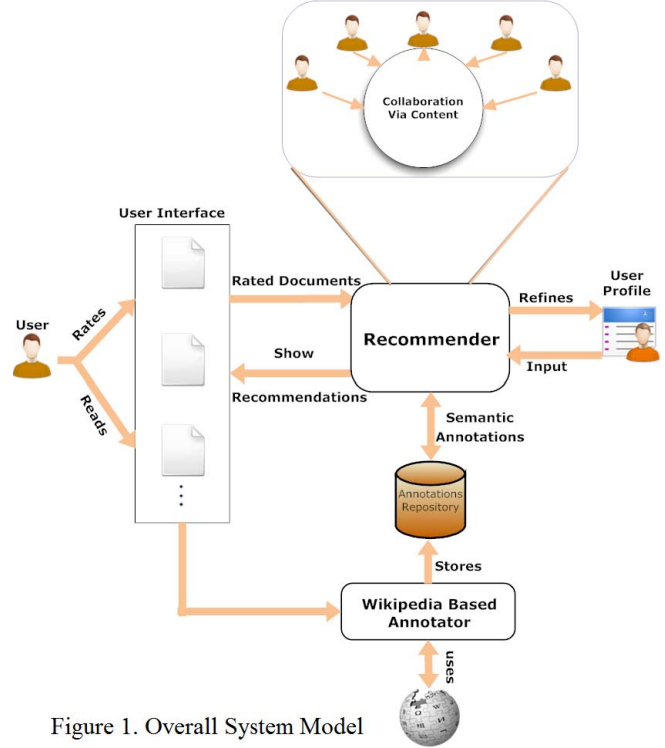 Collaboration
Via Content
User Interface
User
Rates
Reads
Rated Documents
Show
Recommendations
Recommender
Refines
Input
User
Profile
Semantic
Annotations
Annotations
Repository
Stores
Wikipedia Based
Annotator
uses
Figure 1. Overall System Model